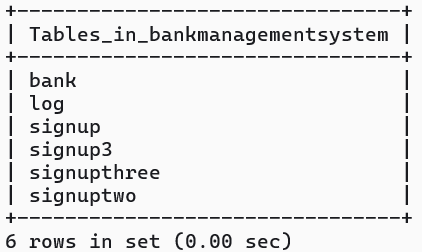 +--------------------------------+
| Tables_in_bankmanagementsystem |
+--------------------------------+
| bank                           |
| log                            |
| signup                         |
| signup3                        |
| signupthree                    |
| signuptwo                      |
+--------------------------------+
6 rows in set (0.00 sec)